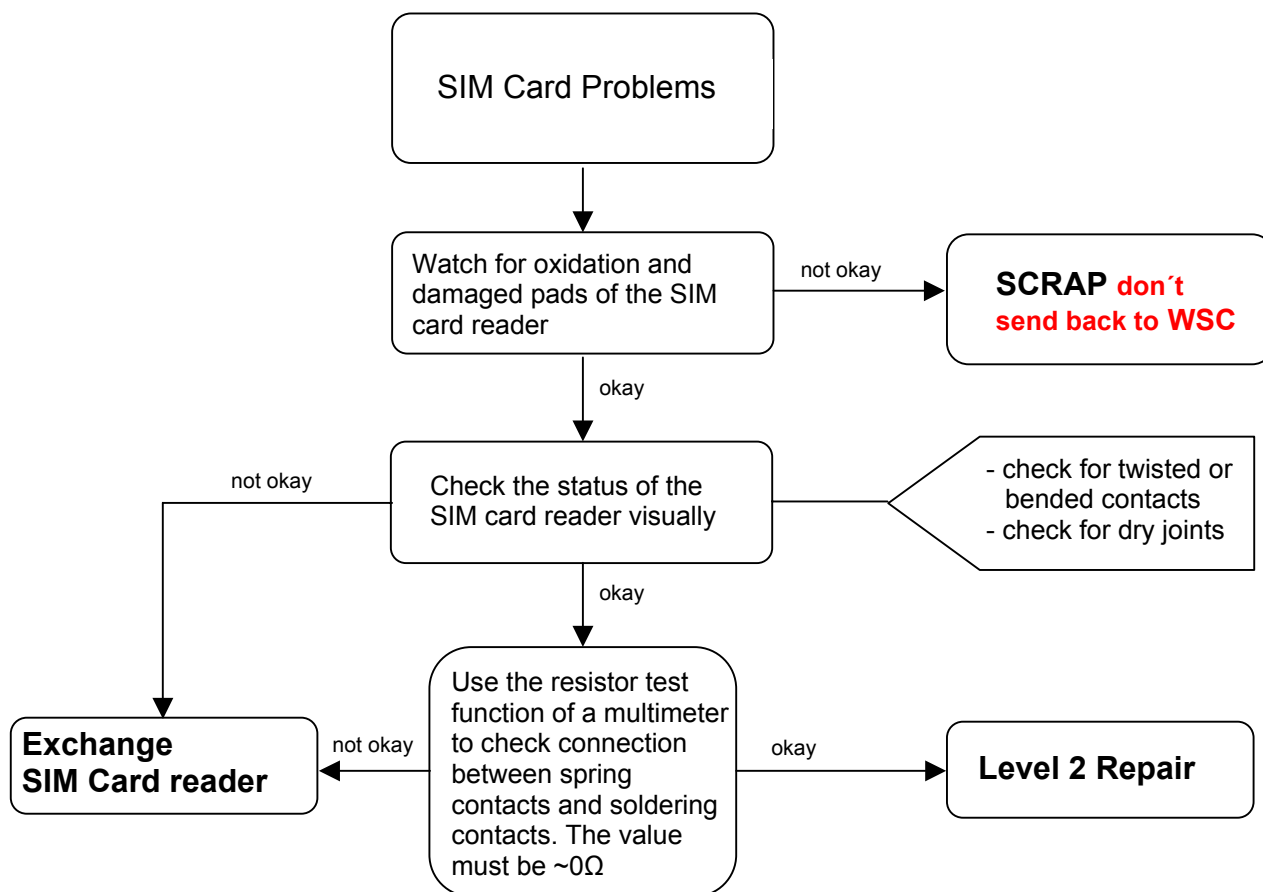 SIM Card Problems
Watch for oxidation and
damaged pads of the SIM
card reader
not okay
SCRAP don´t
send back to WSC
okay
not okay
Check the status of the
SIM card reader visually
- check for twisted or
bended contacts
- check for dry joints
okay
Exchange
SIM Card reader
not okay
Use the resistor test
function of a multimeter
to check connection
between spring
contacts and soldering
contacts. The value
must be ~0Ω
okay
Level 2 Repair